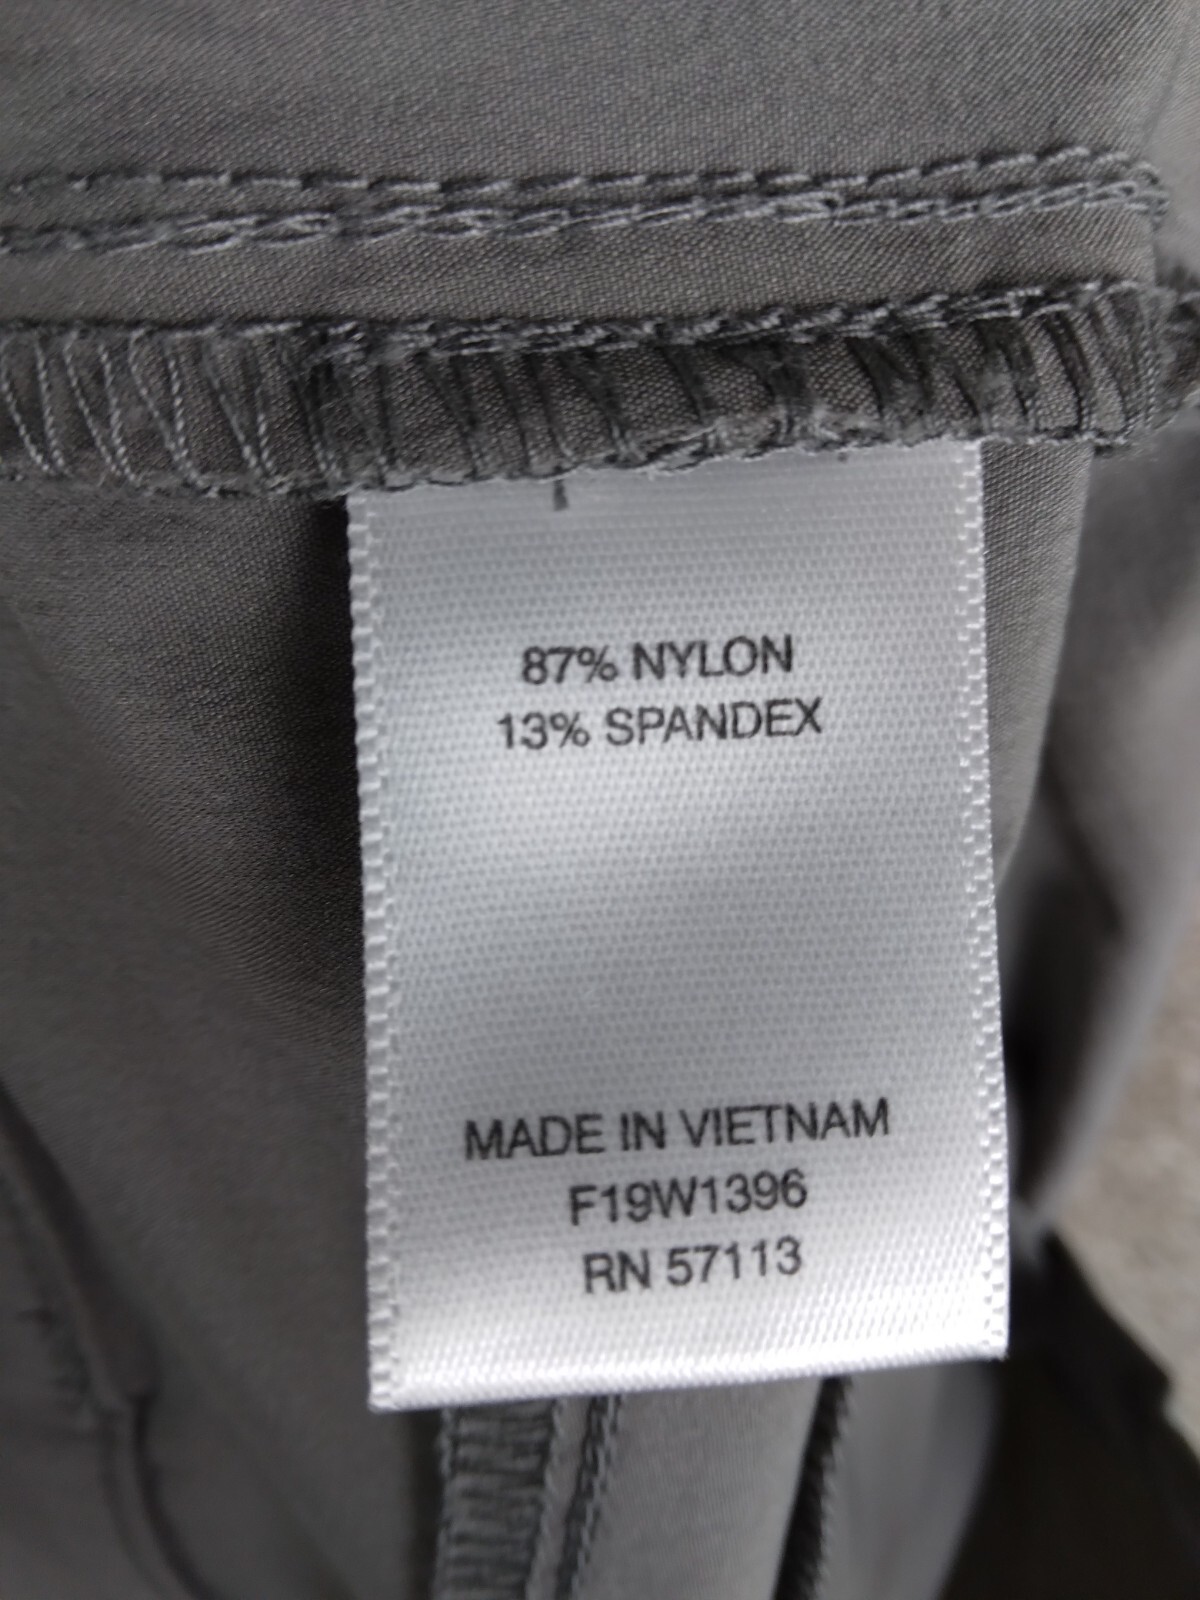 87% NYLON
13% SPANDEX
MADE IN VIETNAM
F19W1396
RN 57113